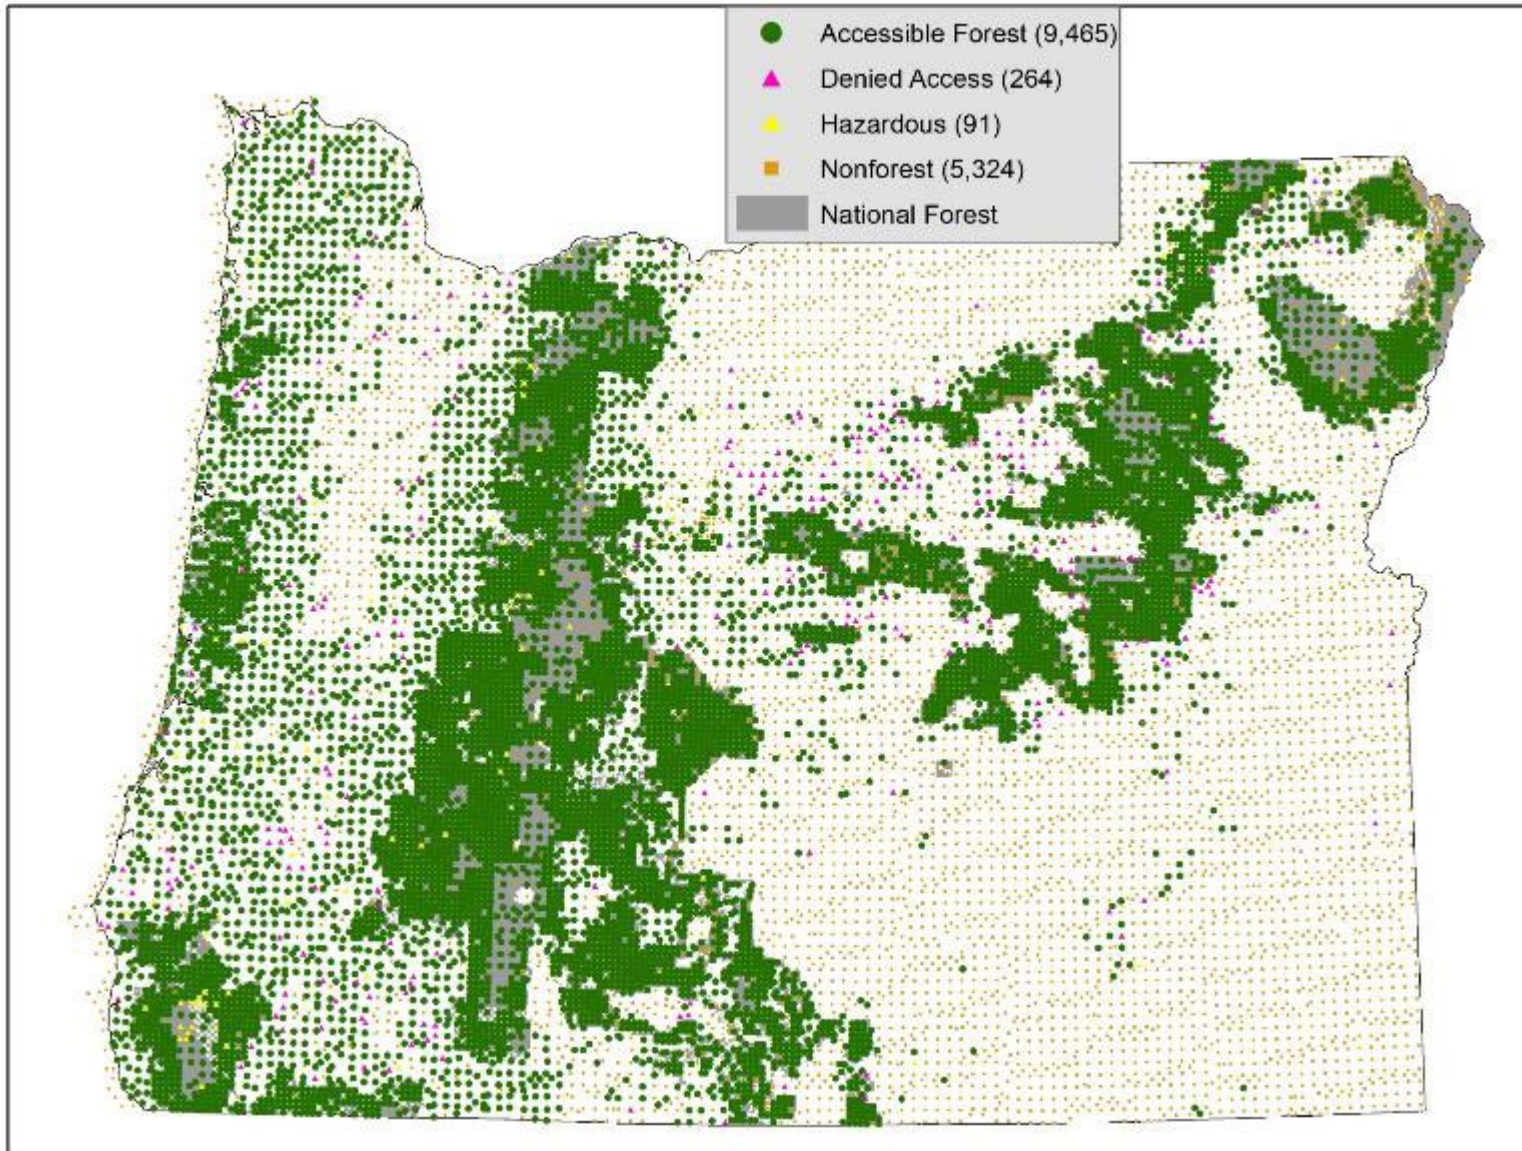 Accessible Forest (9,465)
Denied Access (264)
Hazardous (91)
Nonforest (5,324)
National Forest